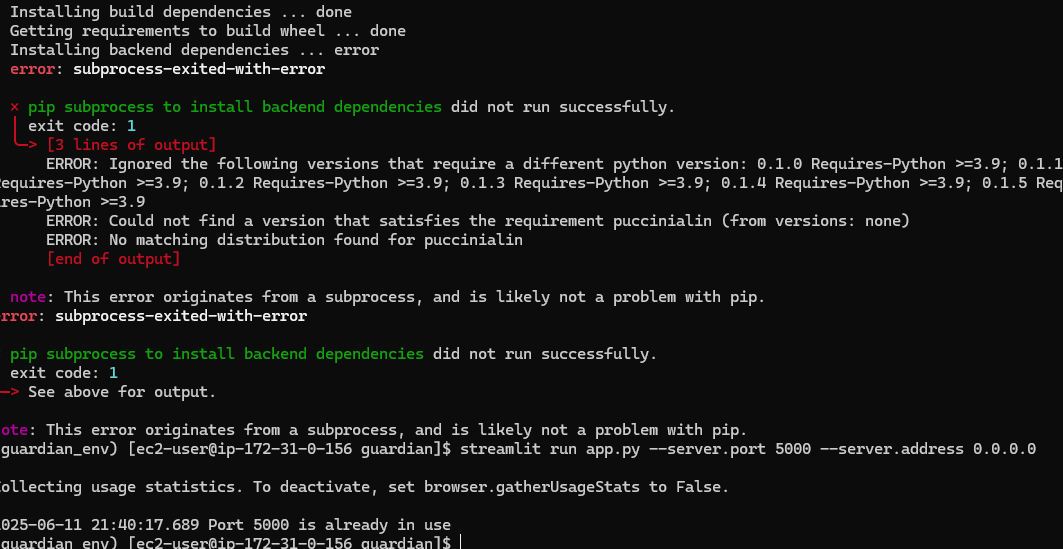 Installing build dependencies ... done
Getting requirements to build wheel ... done
Installing backend dependencies ... error
error: subprocess-exited-with-error
× pip subprocess to install backend dependencies did not run successfully.
│ exit code: 1
╰─> [3 lines of output]
ERROR: Ignored the following versions that require a different python version: 0.1.0 Requires-Python >=3.9; 0.1.1
Requires-Python >=3.9; 0.1.2 Requires-Python >=3.9; 0.1.3 Requires-Python >=3.9; 0.1.4 Requires-Python >=3.9; 0.1.5 Req
ires-Python >=3.9
ERROR: Could not find a version that satisfies the requirement puccinialin (from versions: none)
ERROR: No matching distribution found for puccinialin
[end of output]
note: This error originates from a subprocess, and is likely not a problem with pip.
rror: subprocess-exited-with-error
pip subprocess to install backend dependencies did not run successfully.
exit code: 1
─> See above for output.
ote: This error originates from a subprocess, and is likely not a problem with pip.
guardian_env) [ec2-user@ip-172-31-0-156 guardian]$ streamlit run app.py --server.port 5000 --server.address 0.0.0.0
ollecting usage statistics. To deactivate, set browser.gatherUsageStats to False.
025-06-11 21:40:17.689 Port 5000 is already in use
guardian_env) [ec2-user@ip-172-31-0-156 guardian]$